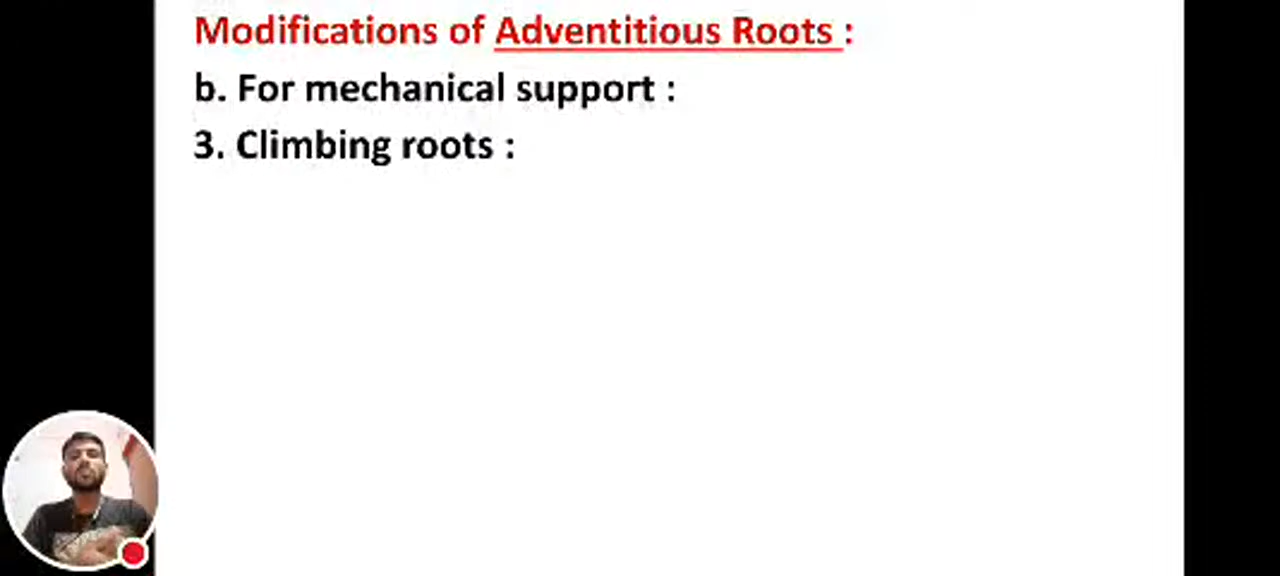 Modifications of Adventitious Roots :
b. For mechanical support :
3. Climbing roots :